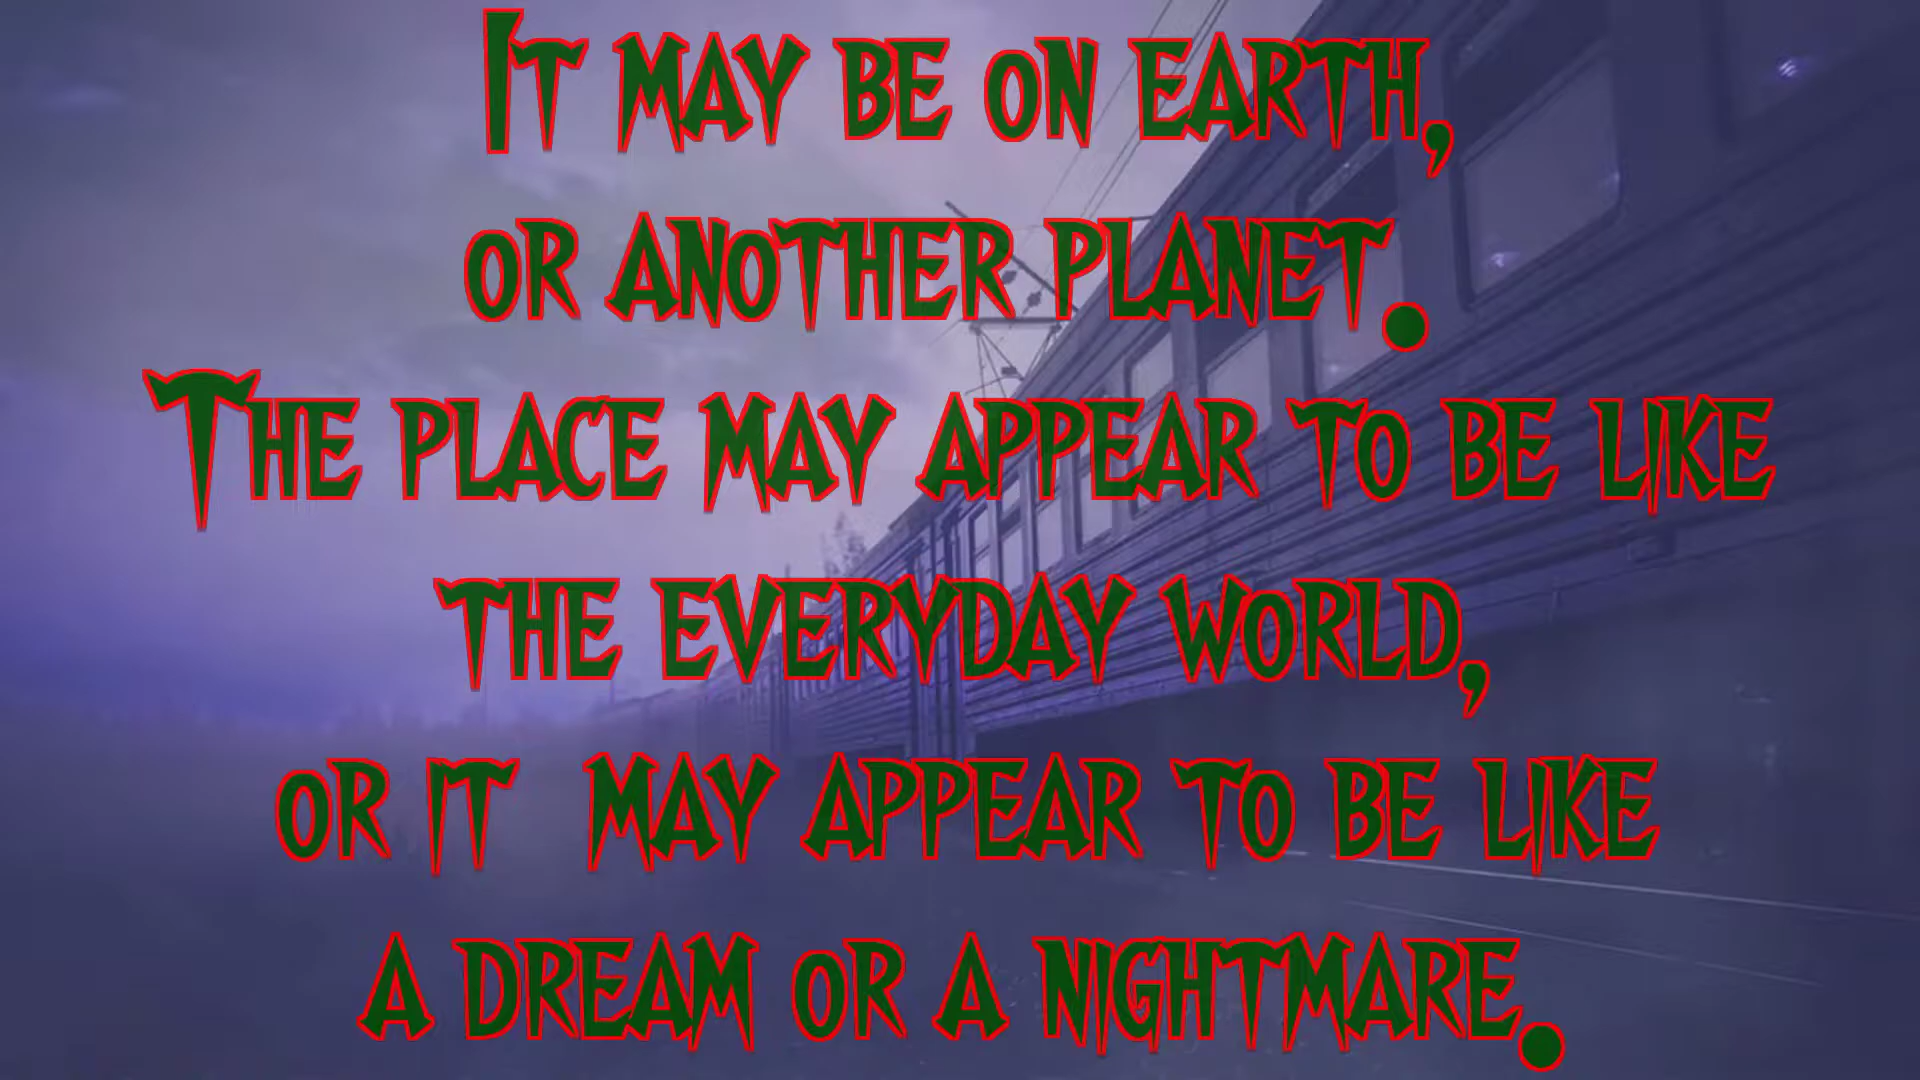 It may be on earth,
or another planet.
The place may appear to be like
the everyday world,
or it  may appear to be like
a dream or a nightmare.